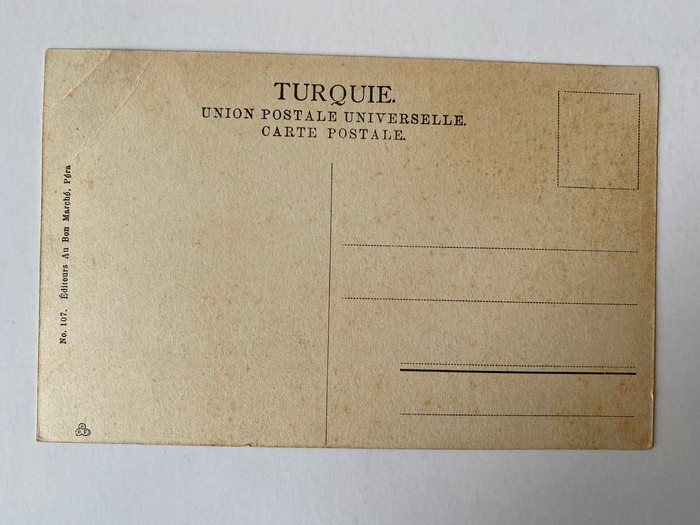 TURQUIE.
UNION POSTALE UNIVERSELLE.
CARTE POSTALE.
No. 107. Éditeurs Au Bon Marché, Péra